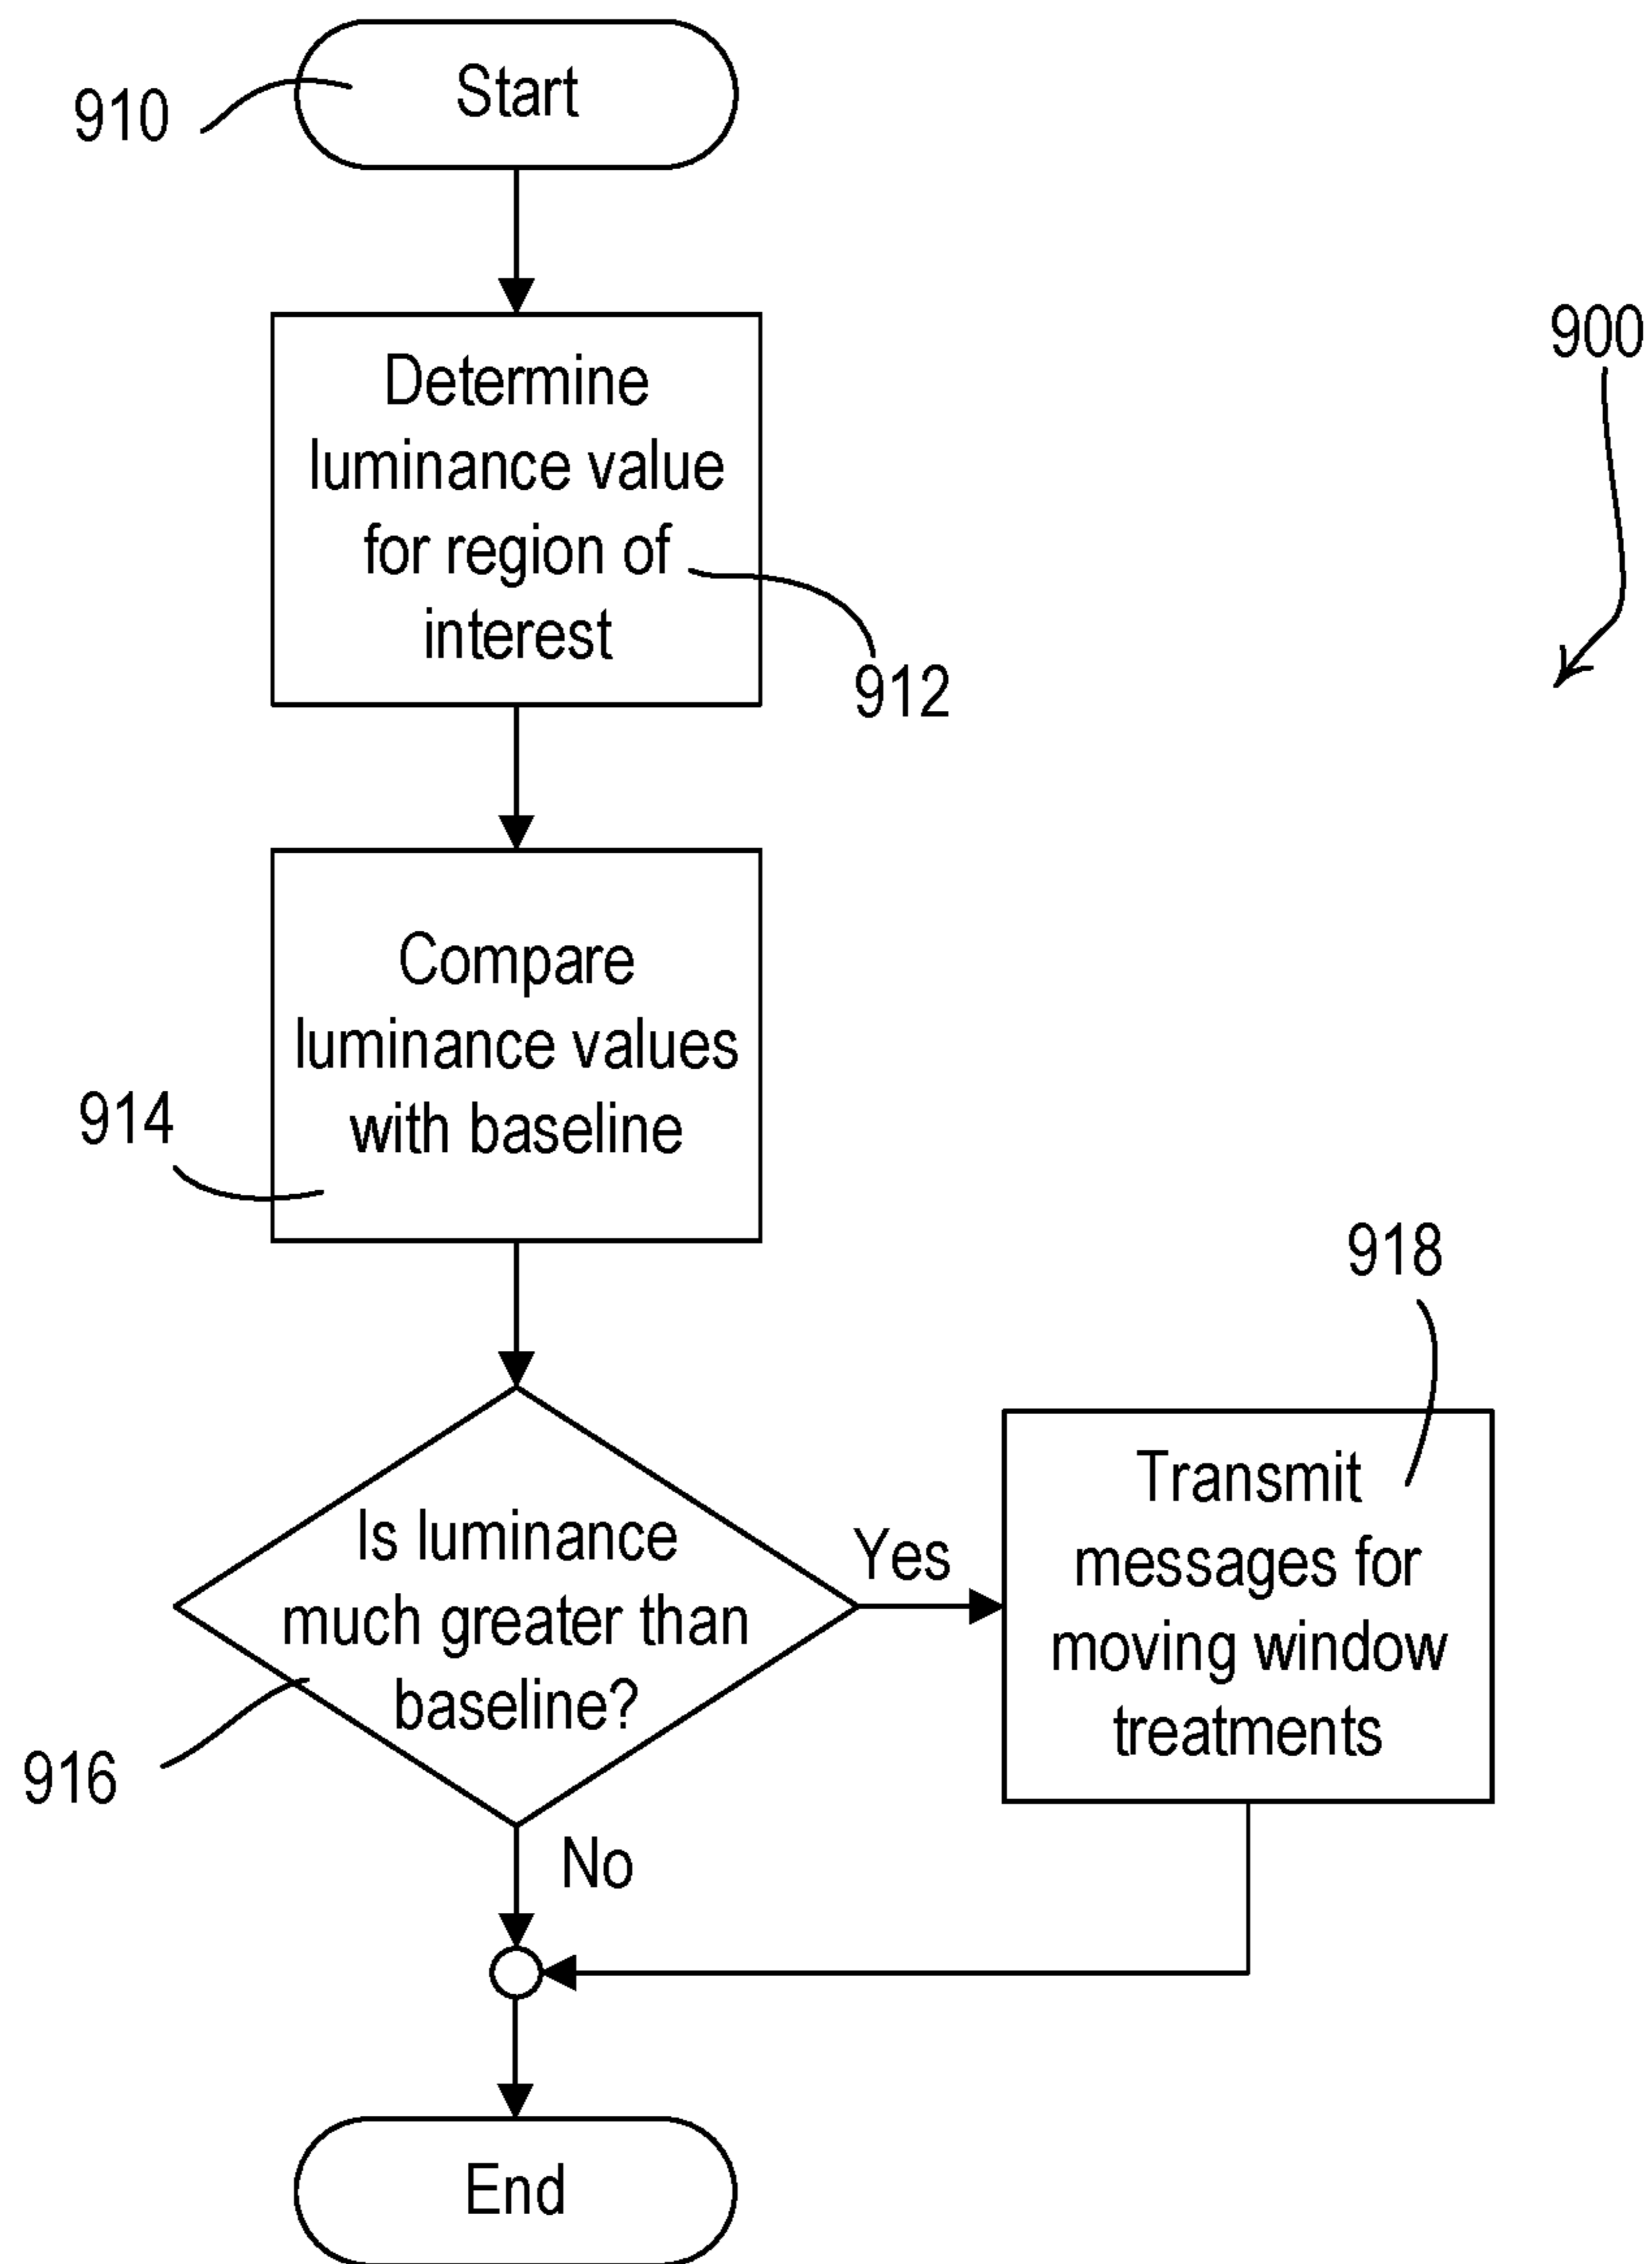 Start
910
Determine
luminance value
for region of
interest
900
912
Compare
luminance values
with baseline
914
918
Is luminance
much greater than
baseline?
Yes
Transmit
messages for
moving window
treatments
916
No
End